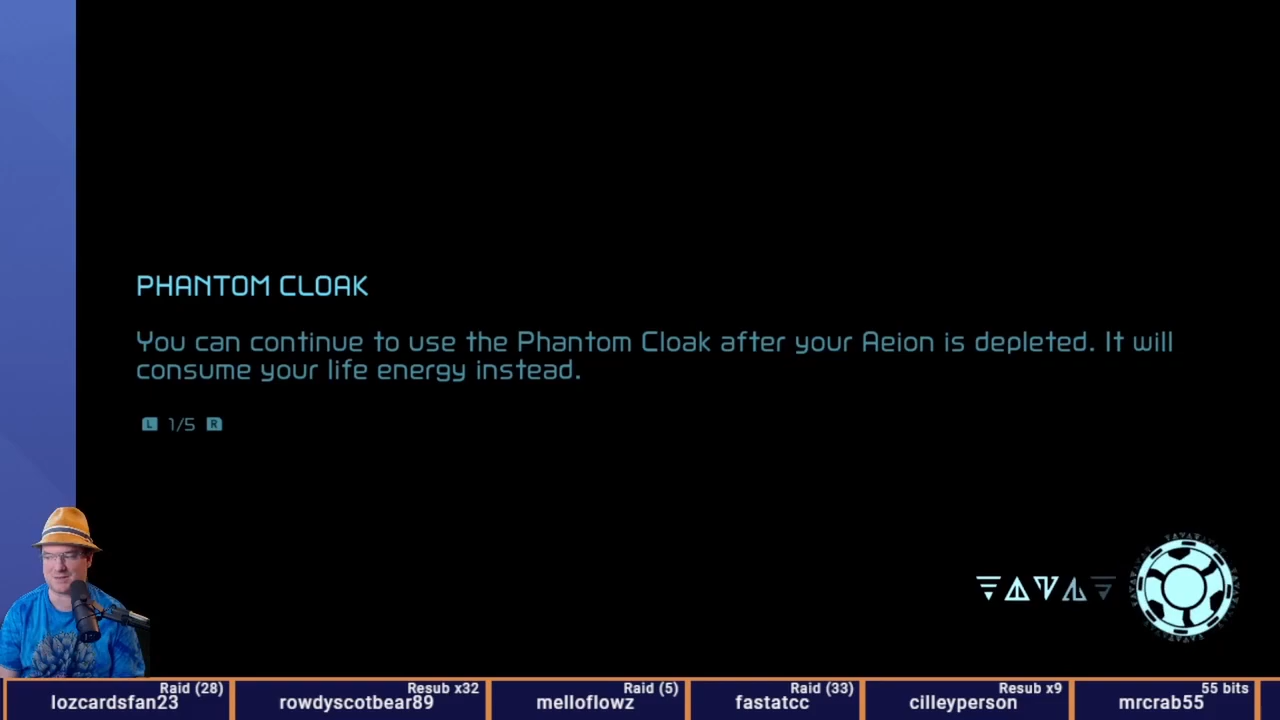 PHANTOM CLOAK
You can continue to use the Phantom Cloak after your Aeion is depleted. It will
consume your life energy instead.
L 1/5 R
Raid (28)
lozcardsfan23
Resub x32
rowdyscotbear89
Raid (5)
melloflowz
Raid (33)
fastatcc
Resub x9
cilleyperson
55 bits
mrcrab55